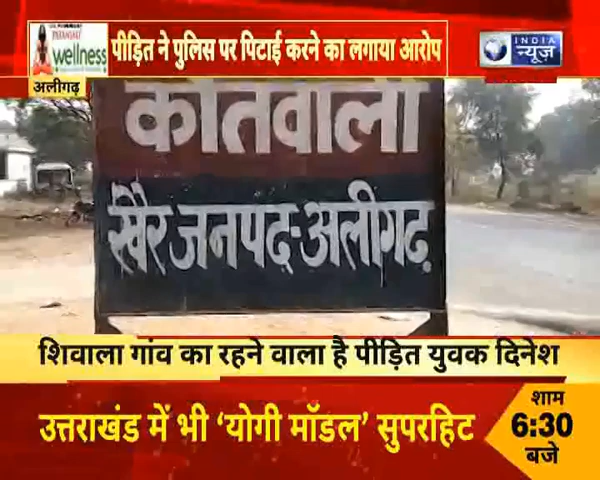 PATANJALI
wellness
पीड़ित ने पुलिस पर पिटाई करने का लगाया आरोप
INDIA
न्यूज़
अलीगढ़
कोतवाली
खैर जनपद-अलीगढ़
शिवाला गांव का रहने वाला है पीड़ित युवक दिनेश
उत्तराखंड में भी ‘योगी मॉडल’ सुपरहिट
शाम
6:30
बजे